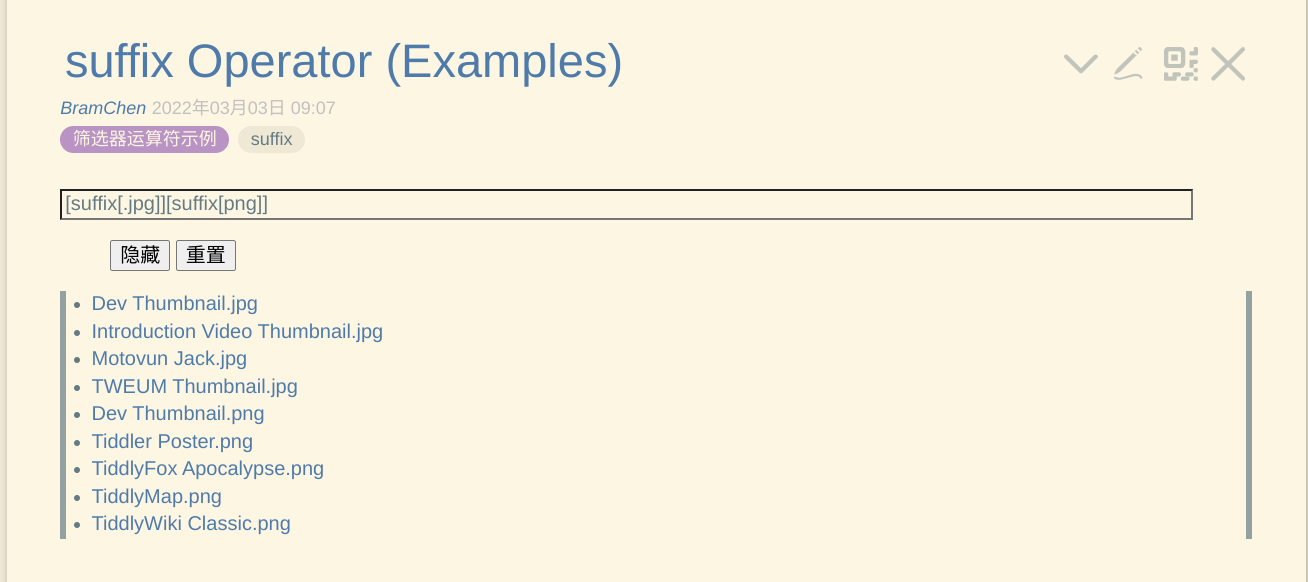 suffix Operator (Examples)
BramChen 2022年03月03日 09:07
筛选器运算符示例 suffix
[suffix[.jpg]][suffix[png]]
隐藏 重置
Dev Thumbnail.jpg
Introduction Video Thumbnail.jpg
Motovun Jack.jpg
TWEUM Thumbnail.jpg
Dev Thumbnail.png
Tiddler Poster.png
TiddlyFox Apocalypse.png
TiddlyMap.png
TiddlyWiki Classic.png